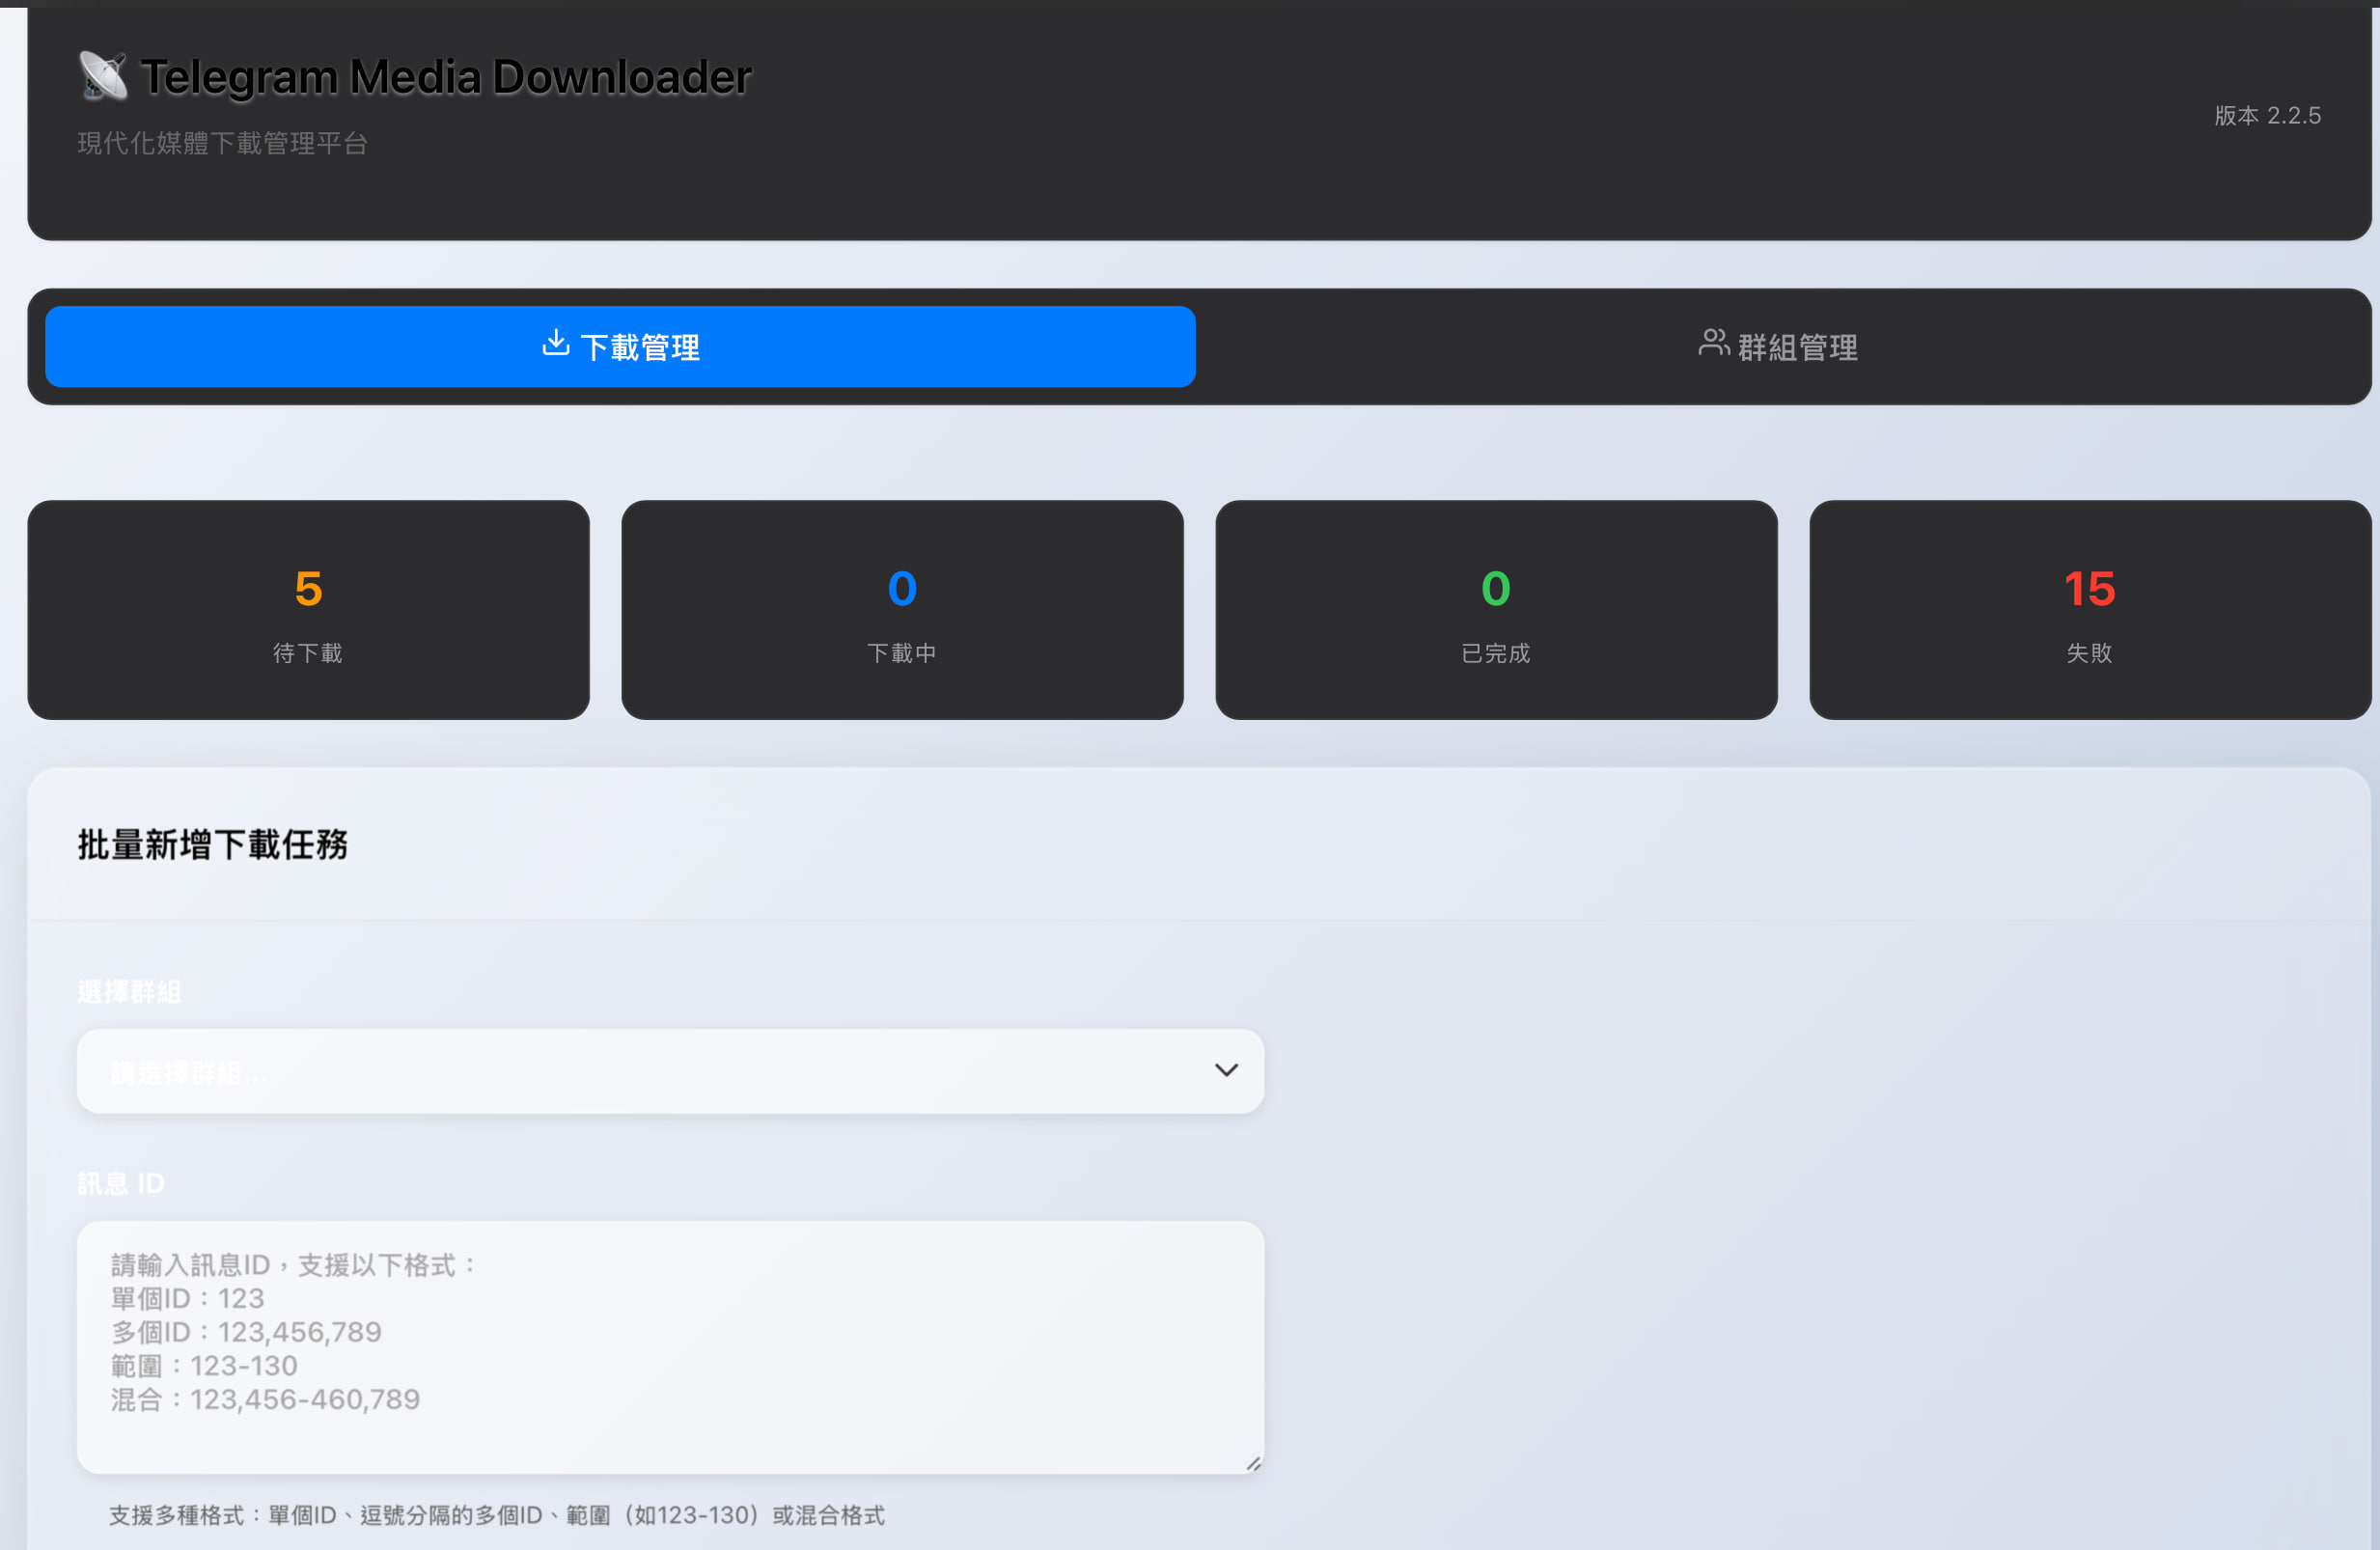 Telegram Media Downloader
現代化媒體下載管理平台
版本 2.2.5
下載管理
群組管理
5
待下載
0
下載中
0
已完成
15
失敗
批量新增下載任務
選擇群組
請選擇群組...
訊息 ID
請輸入訊息ID，支援以下格式：
單個ID：123
多個ID：123,456,789
範圍：123-130
混合：123,456-460,789
支援多種格式：單個ID、逗號分隔的多個ID、範圍（如123-130）或混合格式